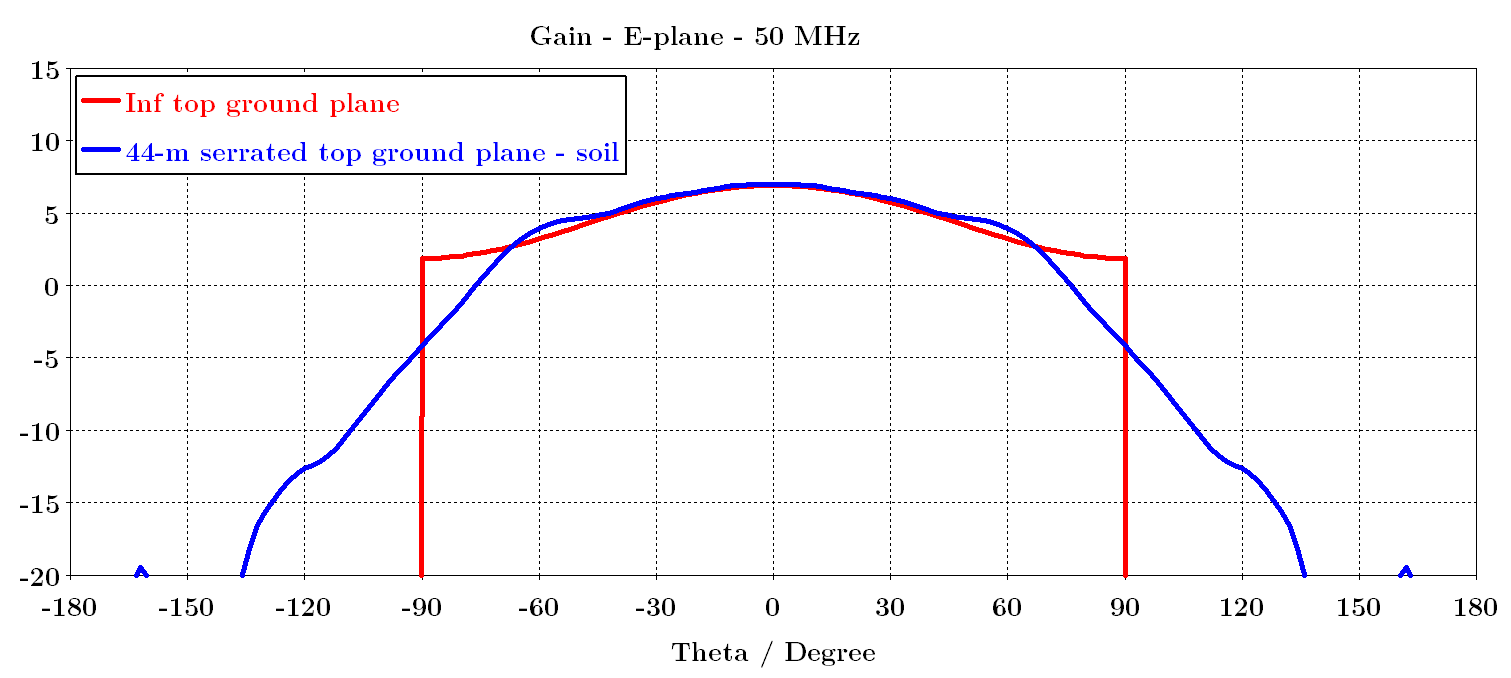 Gain - E-plane - 50 MHz
15
Inf top ground plane
10
44-m serrated top ground plane - soil
5
0
-5
-10
-15
-20
-180 -150 -120 -90 -60 -30 0 30 60 90 120 150 180
Theta / Degree